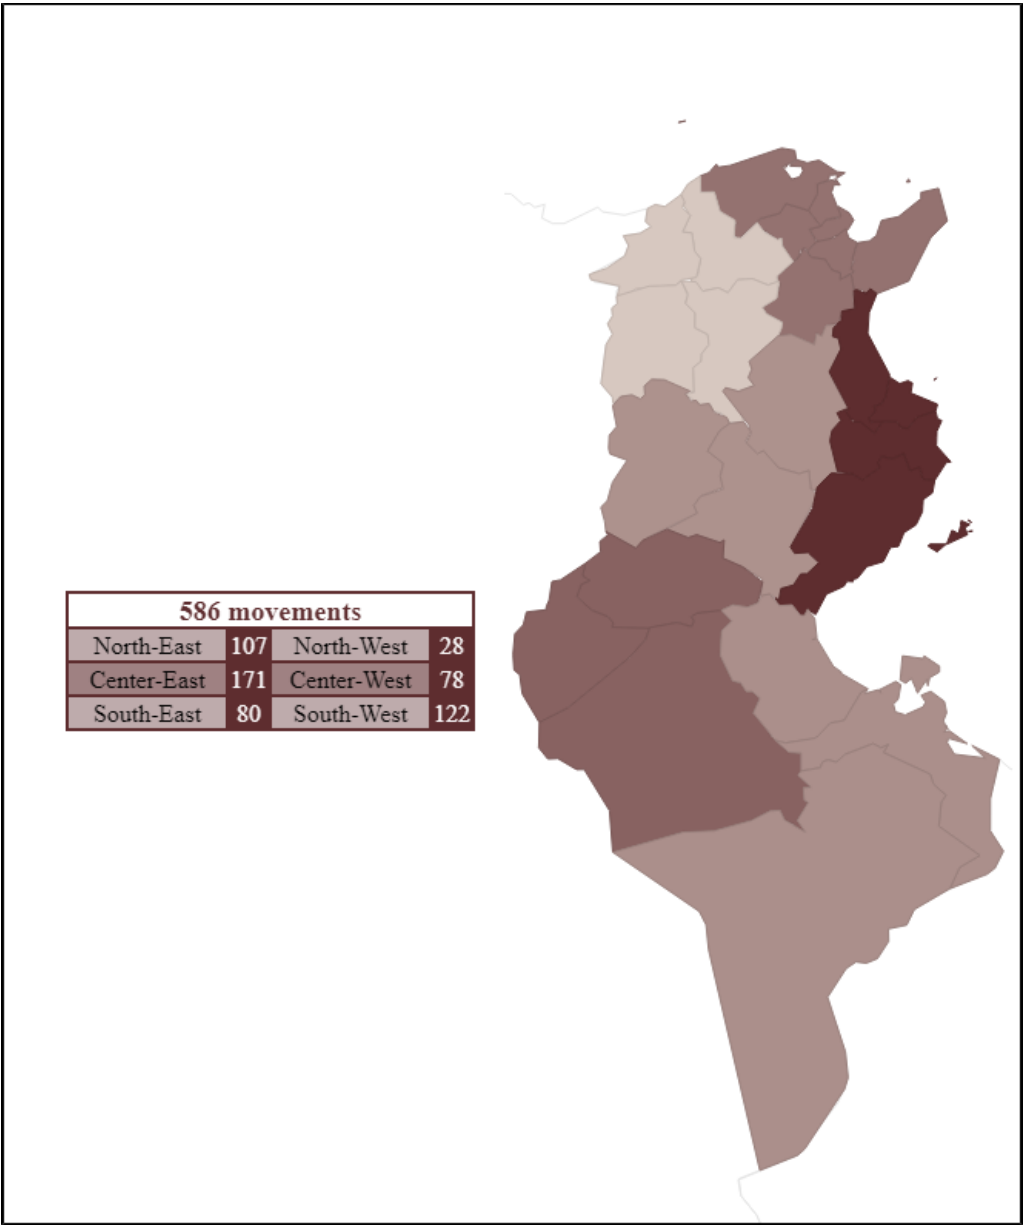 586 movements
North-East 107 North-West 28
Center-East 171 Center-West 78
South-East 80 South-West 122